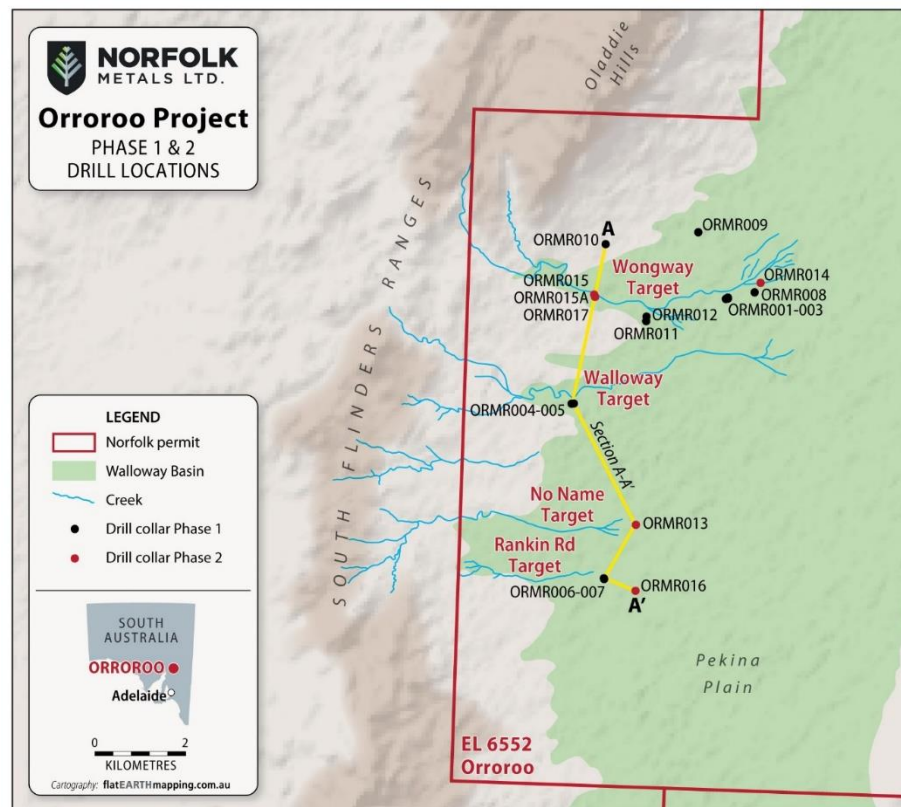 NORFOLK
METALS LTD.
Orroroo Project
PHASE 1 & 2
DRILL LOCATIONS
Oladdie
Hills
SOUTH FLINDERS RANGES
A
ORMR010
ORMR009
Wongway
Target
ORMR014
ORMR015
ORMR015A
ORMR017
ORMR008
ORMR001-003
ORMR012
ORMR011
Walloway
Target
ORMR004-005
Section A-A'
No Name
Target
ORMR013
Rankin Rd
Target
ORMR006-007
ORMR016
A'
Pekina
Plain
EL 6552
Orroroo
LEGEND
Norfolk permit
Walloway Basin
Creek
Drill collar Phase 1
Drill collar Phase 2
SOUTH
AUSTRALIA
ORROROO
Adelaide
0 2
KILOMETRES
Cartography: flatEARTHmapping.com.au